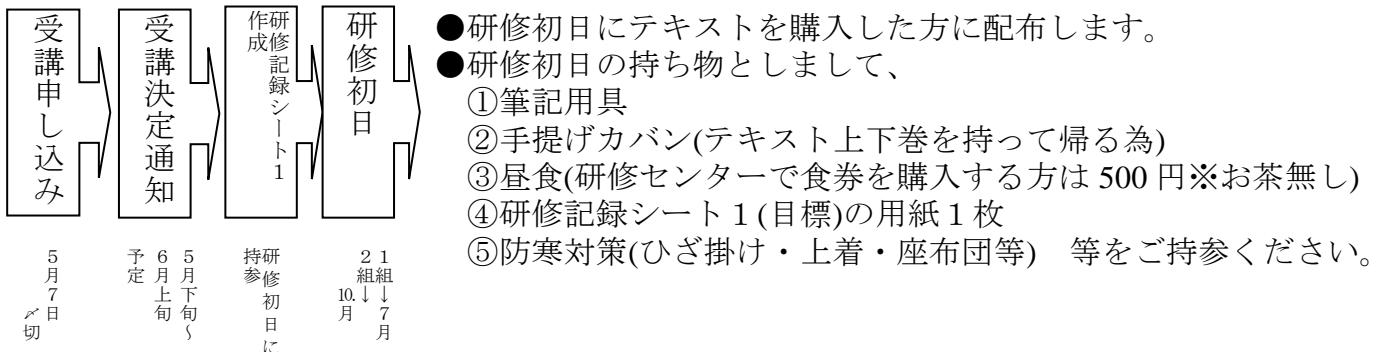 受講申し込み
受講決定通知
研修記録シート1
作成
研修初日
5月7日
〆切
5月下旬~
6月上旬
予定
研修初日に
持参
1組→7月
2組→10月
●研修初日にテキストを購入した方に配布します。
●研修初日の持ち物としまして、
①筆記用具
②手提げカバン(テキスト上下巻を持って帰る為)
③昼食(研修センターで食券を購入する方は500円※お茶無し)
④研修記録シート1(目標)の用紙1枚
⑤防寒対策(ひざ掛け・上着・座布団等) 等をご持参ください。